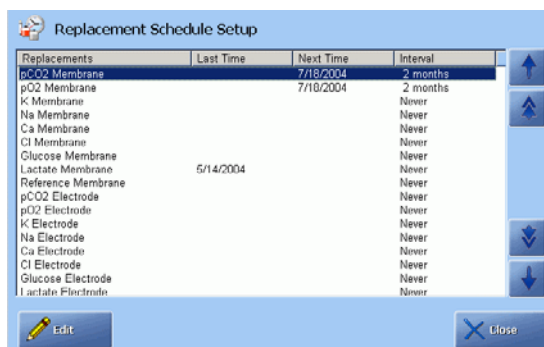 Replacement Schedule Setup
Replacements Last Time Next Time Interval
pCO2 Membrane 7/18/2004 2 months
pO2 Membrane 7/18/2004 2 months
K Membrane Never
Na Membrane Never
Ca Membrane Never
Cl Membrane Never
Glucose Membrane Never
Lactate Membrane 5/14/2004 Never
Reference Membrane Never
pCO2 Electrode Never
pO2 Electrode Never
K Electrode Never
Na Electrode Never
Ca Electrode Never
Cl Electrode Never
Glucose Electrode Never
Lactate Electrode Never
Edit Close